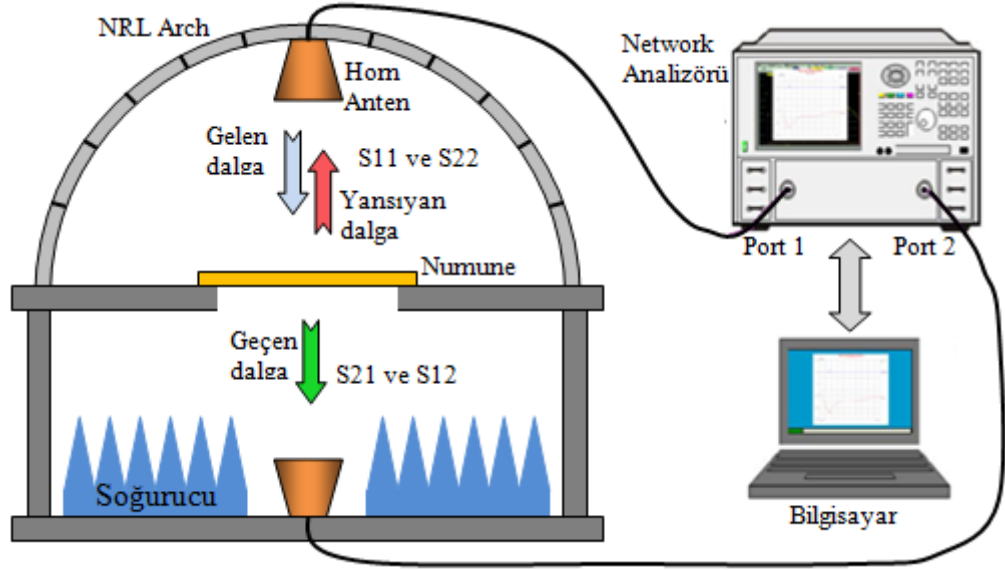 NRL Arch
Horn
Anten
Gelen
dalga
S11 ve S22
Yansıyan
dalga
Numune
Geçen
dalga
S21 ve S12
Soğurucu
Network
Analizörü
Port 1
Port 2
Bilgisayar